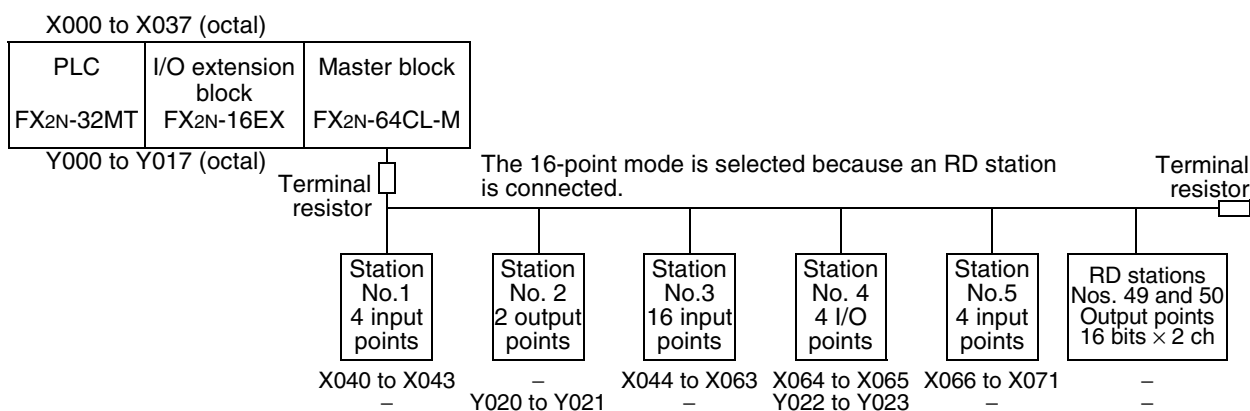 X000 to X037 (octal)
PLC
FX2N-32MT
I/O extension
block
FX2N-16EX
Master block
FX2N-64CL-M
Y000 to Y017 (octal)
Terminal
resistor
The 16-point mode is selected because an RD station
is connected.
Terminal
resistor
Station
No.1
4 input
points
Station
No. 2
2 output
points
Station
No.3
16 input
points
Station
No. 4
4 I/O
points
Station
No.5
4 input
points
RD stations
Nos. 49 and 50
Output points
16 bits × 2 ch
X040 to X043
–
–
Y020 to Y021
X044 to X063
–
X064 to X065
Y022 to Y023
X066 to X071
–
–
–